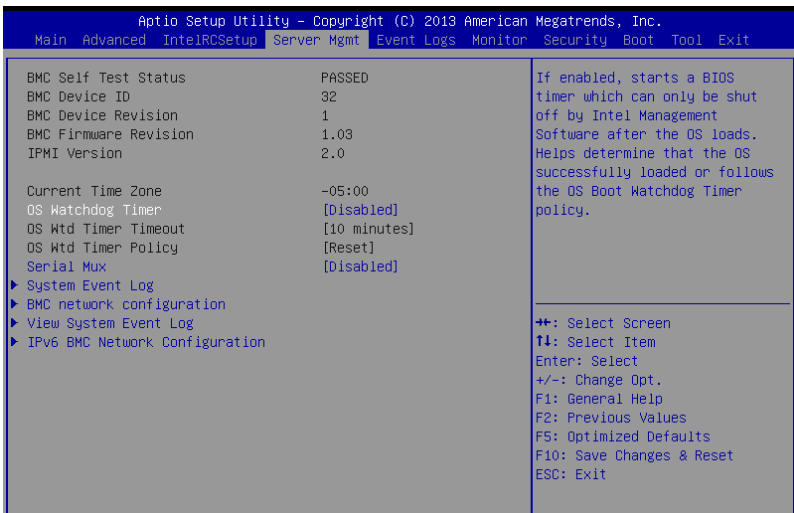 Aptio Setup Utility – Copyright (C) 2013 American Megatrends, Inc.
Main Advanced IntelRCSetup Server Mgmt Event Logs Monitor Security Boot Tool Exit
BMC Self Test Status PASSED
BMC Device ID 32
BMC Device Revision 1
BMC Firmware Revision 1.03
IPMI Version 2.0
Current Time Zone -05:00
OS Watchdog Timer [Disabled]
OS Wtd Timer Timeout [10 minutes]
OS Wtd Timer Policy [Reset]
Serial Mux [Disabled]
System Event Log
BMC network configuration
View System Event Log
IPv6 BMC Network Configuration
If enabled, starts a BIOS
timer which can only be shut
off by Intel Management
Software after the OS loads.
Helps determine that the OS
successfully loaded or follows
the OS Boot Watchdog Timer
policy.
→←: Select Screen
↑↓: Select Item
Enter: Select
+/-: Change Opt.
F1: General Help
F2: Previous Values
F5: Optimized Defaults
F10: Save Changes & Reset
ESC: Exit